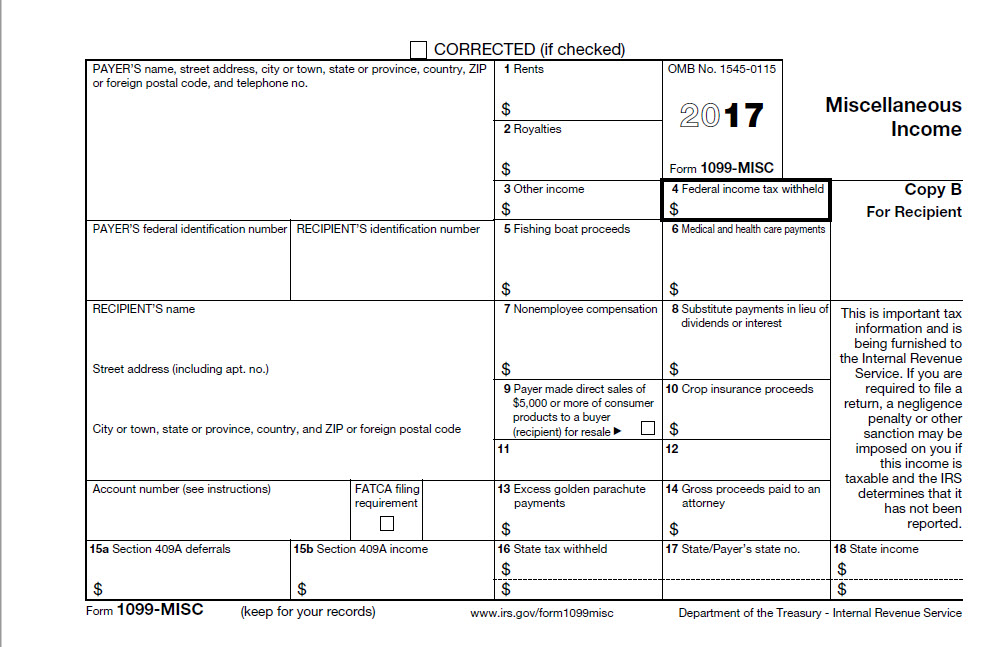 CORRECTED (if checked)
PAYER'S name, street address, city or town, state or province, country, ZIP
or foreign postal code, and telephone no.
1 Rents
$
2 Royalties
$
OMB No. 1545-0115
2017
Form 1099-MISC
Miscellaneous
Income
3 Other income
$
4 Federal income tax withheld
$
Copy B
For Recipient
PAYER'S federal identification number
RECIPIENT'S identification number
5 Fishing boat proceeds
$
6 Medical and health care payments
$
RECIPIENT'S name
Street address (including apt. no.)
City or town, state or province, country, and ZIP or foreign postal code
7 Nonemployee compensation
$
8 Substitute payments in lieu of
dividends or interest
$
This is important tax
information and is
being furnished to
the Internal Revenue
Service. If you are
required to file a
return, a negligence
penalty or other
sanction may be
imposed on you if
this income is
taxable and the IRS
determines that it
has not been
reported.
9 Payer made direct sales of
$5,000 or more of consumer
products to a buyer
(recipient) for resale ►
10 Crop insurance proceeds
$
11
12
Account number (see instructions)
FATCA filing
requirement
13 Excess golden parachute
payments
$
14 Gross proceeds paid to an
attorney
$
15a Section 409A deferrals
$
15b Section 409A income
$
16 State tax withheld
$
$
17 State/Payer's state no.
18 State income
$
$
Form 1099-MISC
(keep for your records)
www.irs.gov/form1099misc
Department of the Treasury - Internal Revenue Service